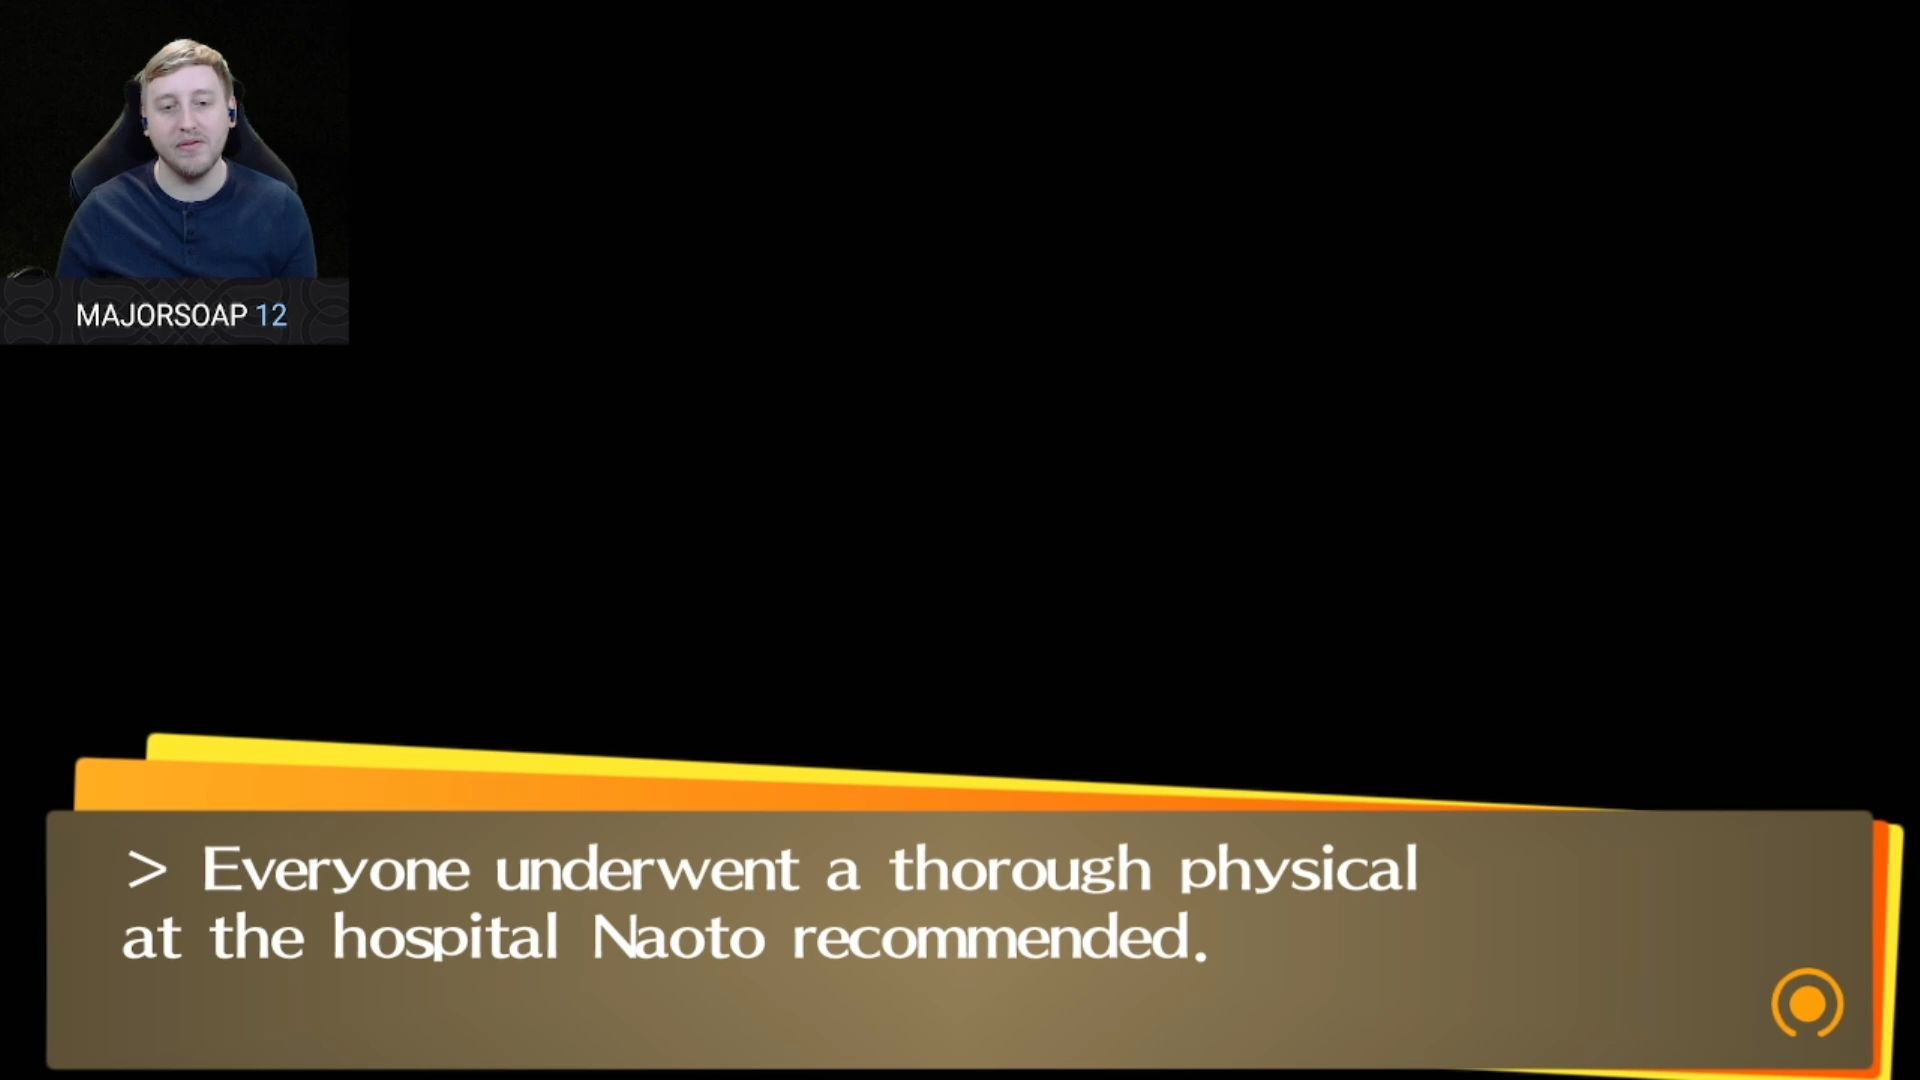 MAJORSOAP 12
> Everyone underwent a thorough physical
at the hospital Naoto recommended.